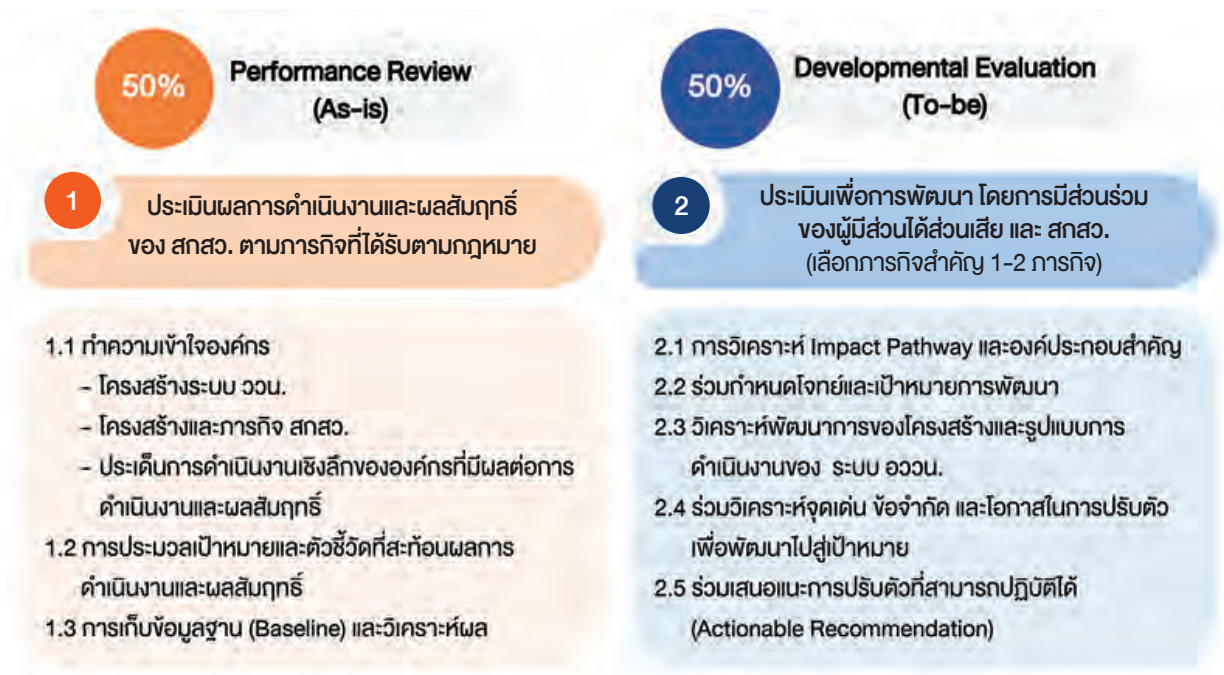 50%
Performance Review
(As-is)
1
ประเมินผลการดำเนินงานและผลสัมฤทธิ์
ของ สกสว. ตามภารกิจที่ได้รับตามกฎหมาย
1.1 ทำความเข้าใจองค์กร
- โครงสร้างระบบ ววน.
- โครงสร้างและภารกิจ สกสว.
- ประเด็นการดำเนินงานเชิงลึกขององค์กรที่มีผลต่อการ
ดำเนินงานและผลสัมฤทธิ์
1.2 การประมวลเป้าหมายและตัวชี้วัดที่สะท้อนผลการ
ดำเนินงานและผลสัมฤทธิ์
1.3 การเก็บข้อมูลฐาน (Baseline) และวิเคราะห์ผล
50%
Developmental Evaluation
(To-be)
2
ประเมินเพื่อการพัฒนา โดยการมีส่วนร่วม
ของผู้มีส่วนได้ส่วนเสีย และ สกสว.
(เลือกภารกิจสำคัญ 1-2 ภารกิจ)
2.1 การวิเคราะห์ Impact Pathway และองค์ประกอบสำคัญ
2.2 ร่วมกำหนดโจทย์และเป้าหมายการพัฒนา
2.3 วิเคราะห์พัฒนาการของโครงสร้างและรูปแบบการ
ดำเนินงานของ ระบบ อววน.
2.4 ร่วมวิเคราะห์จุดเด่น ข้อจำกัด และโอกาสในการปรับตัว
เพื่อพัฒนาไปสู่เป้าหมาย
2.5 ร่วมเสนอแนะการปรับตัวที่สามารถปฏิบัติได้
(Actionable Recommendation)